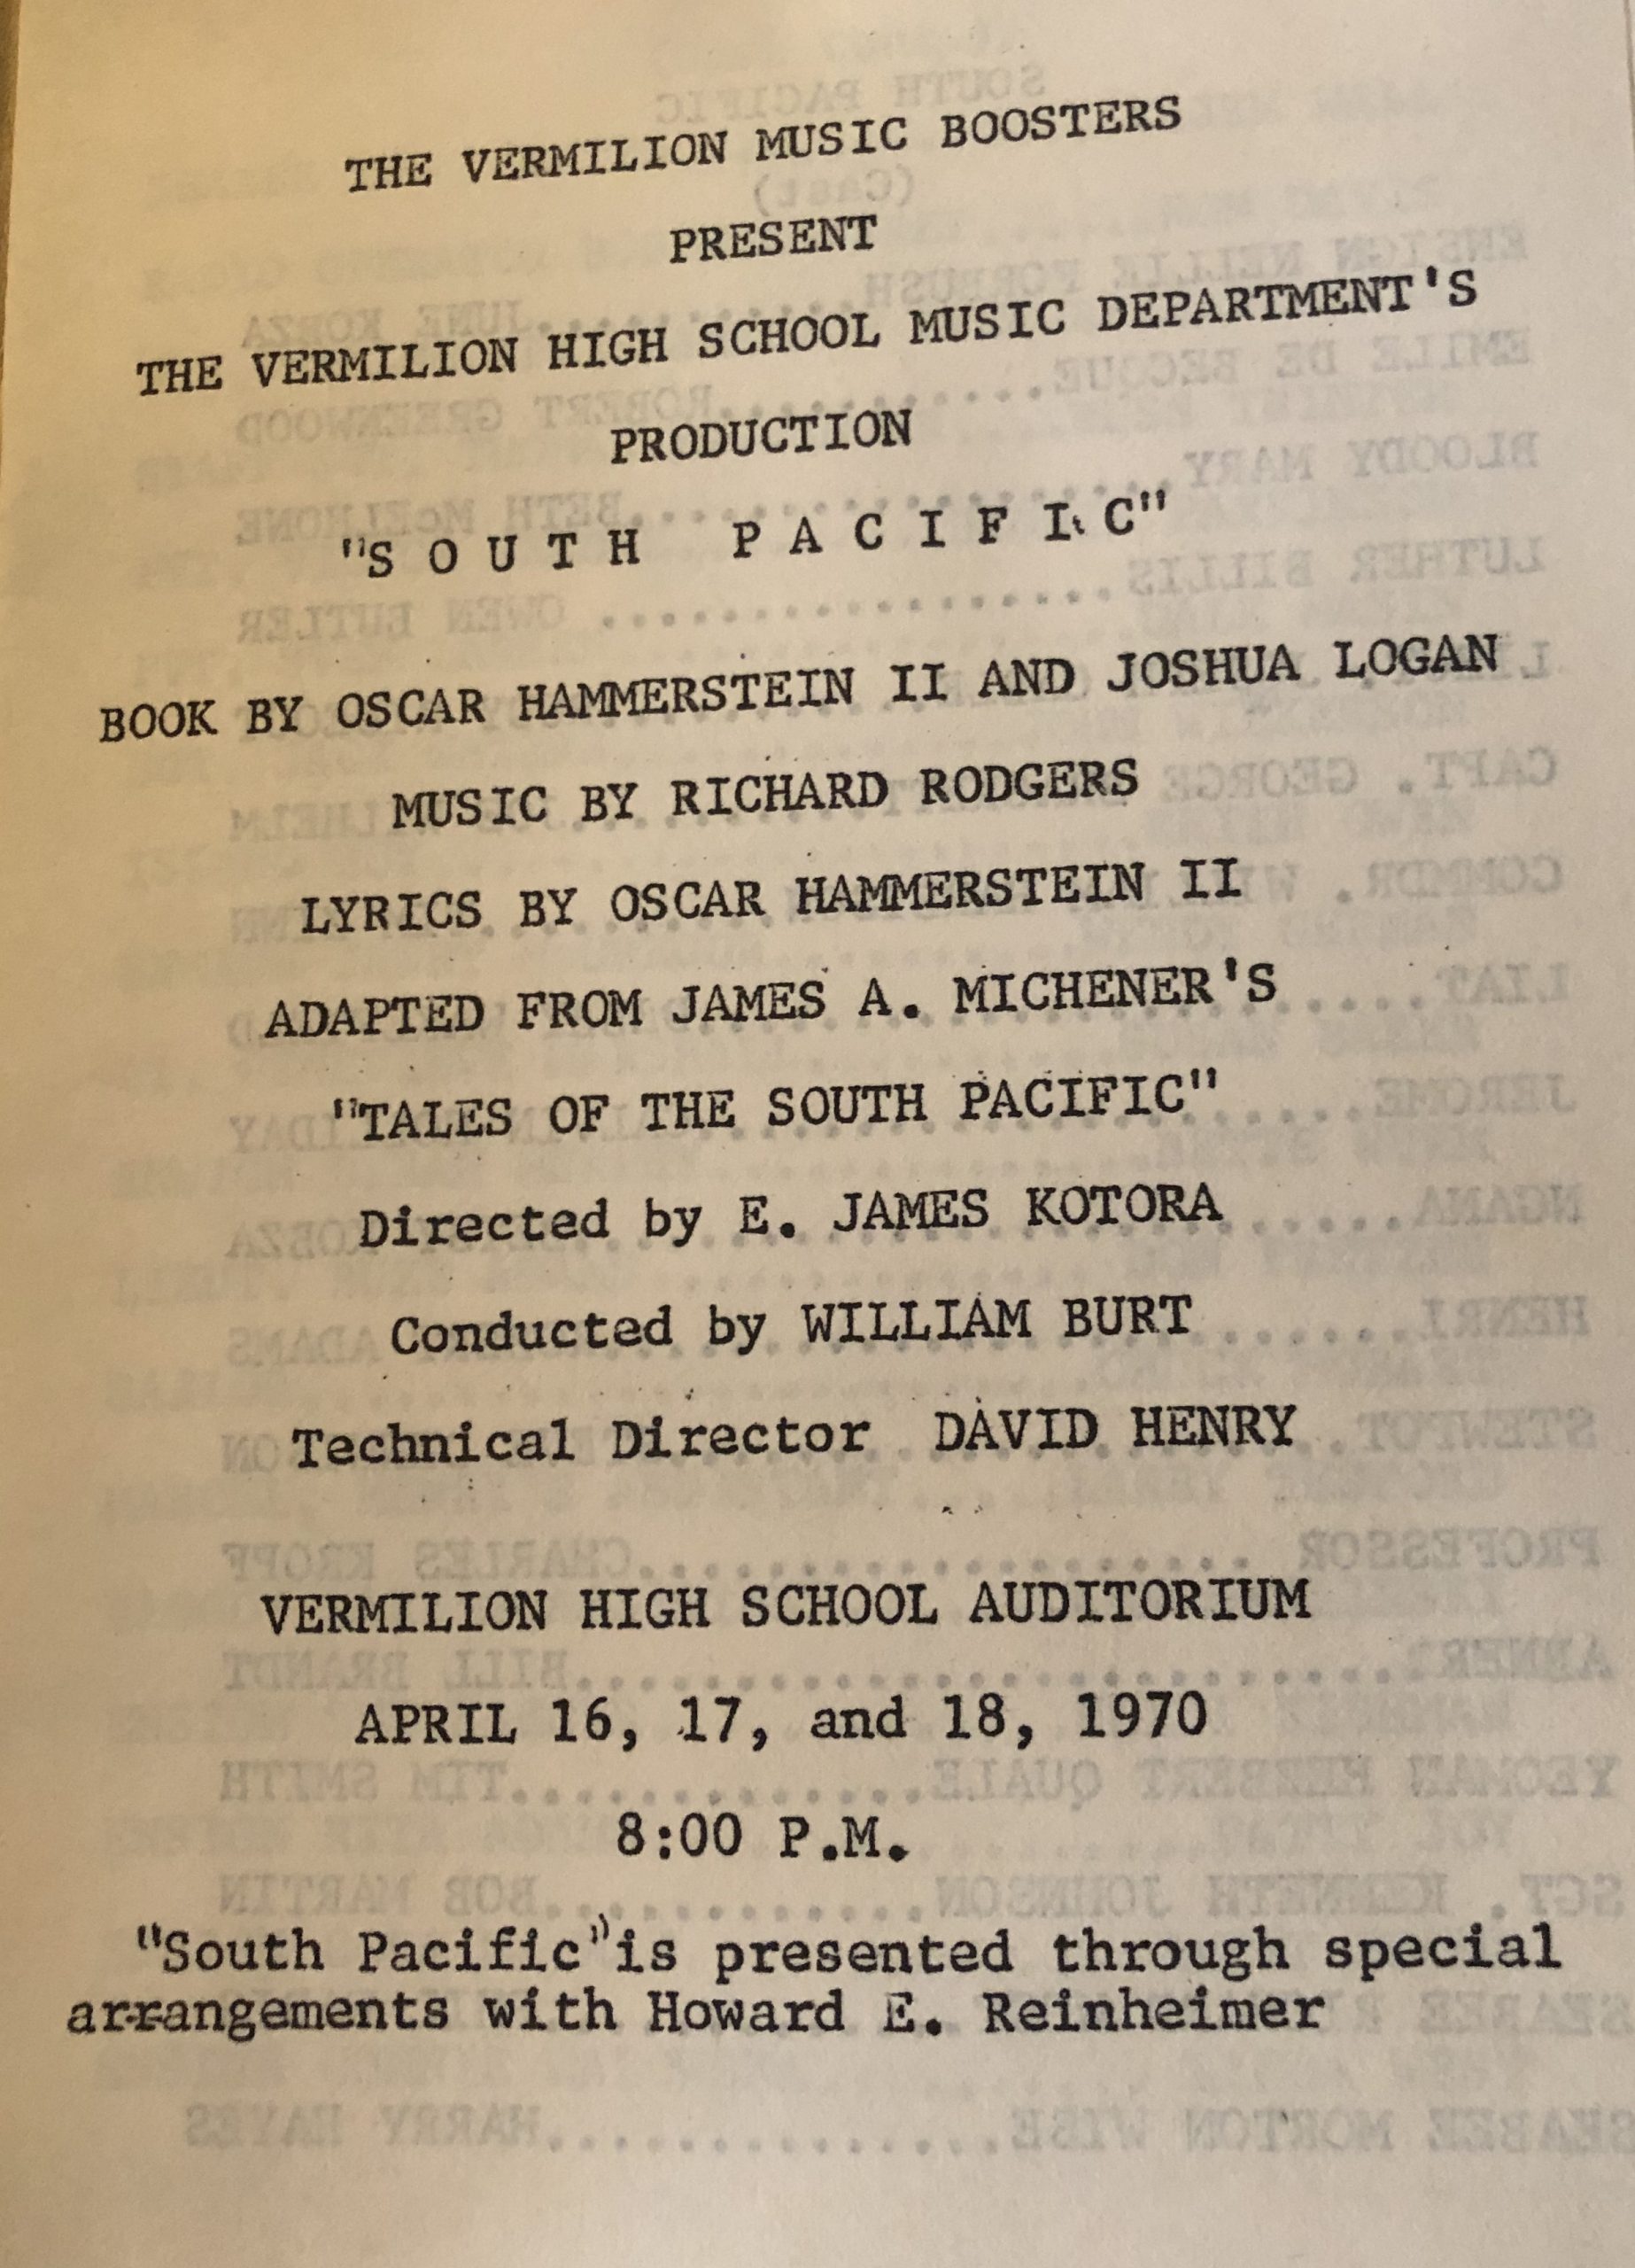 THE VERMILION MUSIC BOOSTERS
PRESENT
THE VERMILION HIGH SCHOOL MUSIC DEPARTMENT'S
PRODUCTION
"S O U T H  P A C I F I C"
BOOK BY OSCAR HAMMERSTEIN II AND JOSHUA LOGAN
MUSIC BY RICHARD RODGERS
LYRICS BY OSCAR HAMMERSTEIN II
ADAPTED FROM JAMES A. MICHENER'S
"TALES OF THE SOUTH PACIFIC"
Directed by E. JAMES KOTORA
Conducted by WILLIAM BURT
Technical Director DAVID HENRY
VERMILION HIGH SCHOOL AUDITORIUM
APRIL 16, 17, and 18, 1970
8:00 P.M.
"South Pacific" is presented through special
arrangements with Howard E. Reinheimer